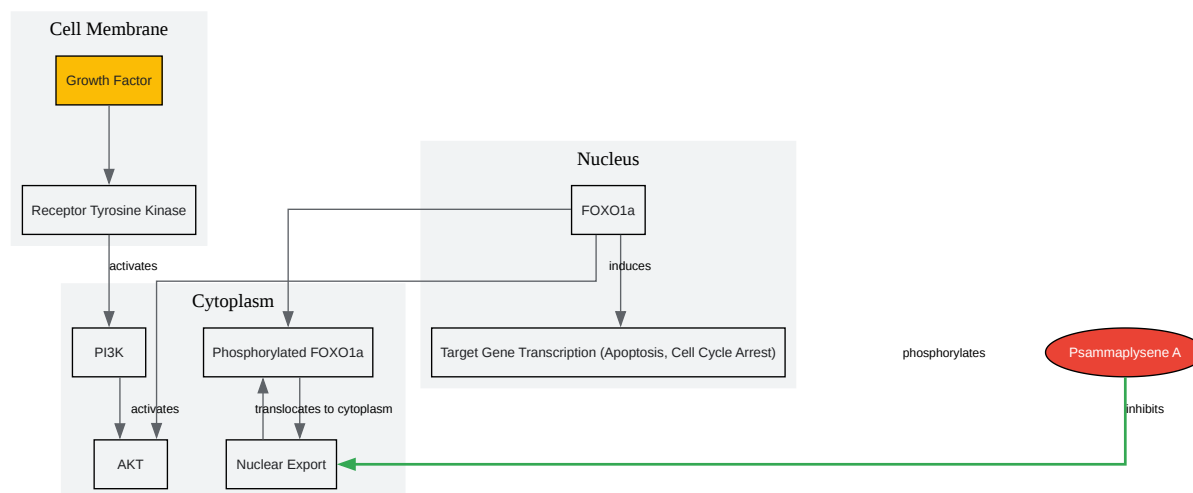 Cell Membrane
Growth Factor
Nucleus
Receptor Tyrosine Kinase
FOXO1a
activates
induces
Cytoplasm
PI3K
Phosphorylated FOXO1a
Target Gene Transcription (Apoptosis, Cell Cycle Arrest)
phosphorylates
Psammaplysene A
activates
translocates to cytoplasm
inhibits
AKT
Nuclear Export